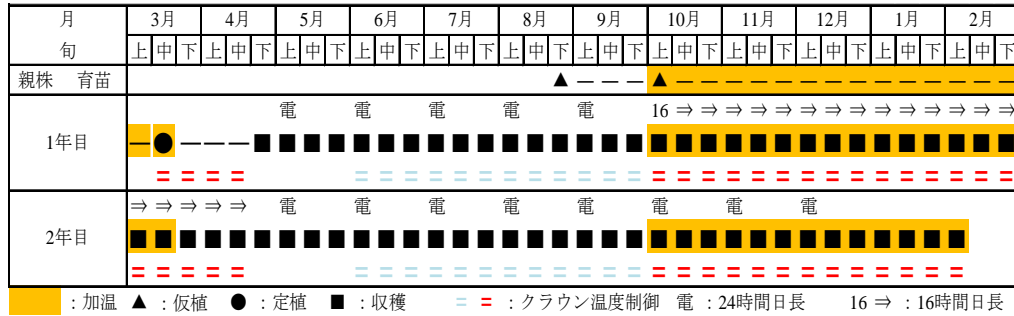 月 3月 4月 5月 6月 7月 8月 9月 10月 11月 12月 1月 2月
旬 上 中 下 上 中 下 上 中 下 上 中 下 上 中 下 上 中 下 上 中 下 上 中 下 上 中 下 上 中 下 上 中 下 上 中 下
親株 育苗 ▲ — — — ▲ — — — — — — — — — — — — — —
電 電 電 電 電 16 ⇒ ⇒ ⇒ ⇒ ⇒ ⇒ ⇒ ⇒ ⇒ ⇒ ⇒ ⇒ ⇒ ⇒
1年目 — ● — — — ■ ■ ■ ■ ■ ■ ■ ■ ■ ■ ■ ■ ■ ■ ■ ■ ■ ■ ■ ■ ■ ■ ■ ■ ■ ■ ■ ■ ■ ■ ■
= = = = = = = = = = = = = = = = = = = = = = = = = = = = = = =
⇒ ⇒ ⇒ ⇒ ⇒ 電 電 電 電 電 電 電 電
2年目 ■ ■ ■ ■ ■ ■ ■ ■ ■ ■ ■ ■ ■ ■ ■ ■ ■ ■ ■ ■ ■ ■ ■ ■ ■ ■ ■ ■ ■ ■ ■ ■ ■ ■
= = = = = = = = = = = = = = = = = = = = = = = = = = = = = =
：加温 ▲ ：仮植 ● ：定植 ■ ：収穫 = = ：クラウン温度制御 電 ：24時間日長 16 ⇒ ：16時間日長